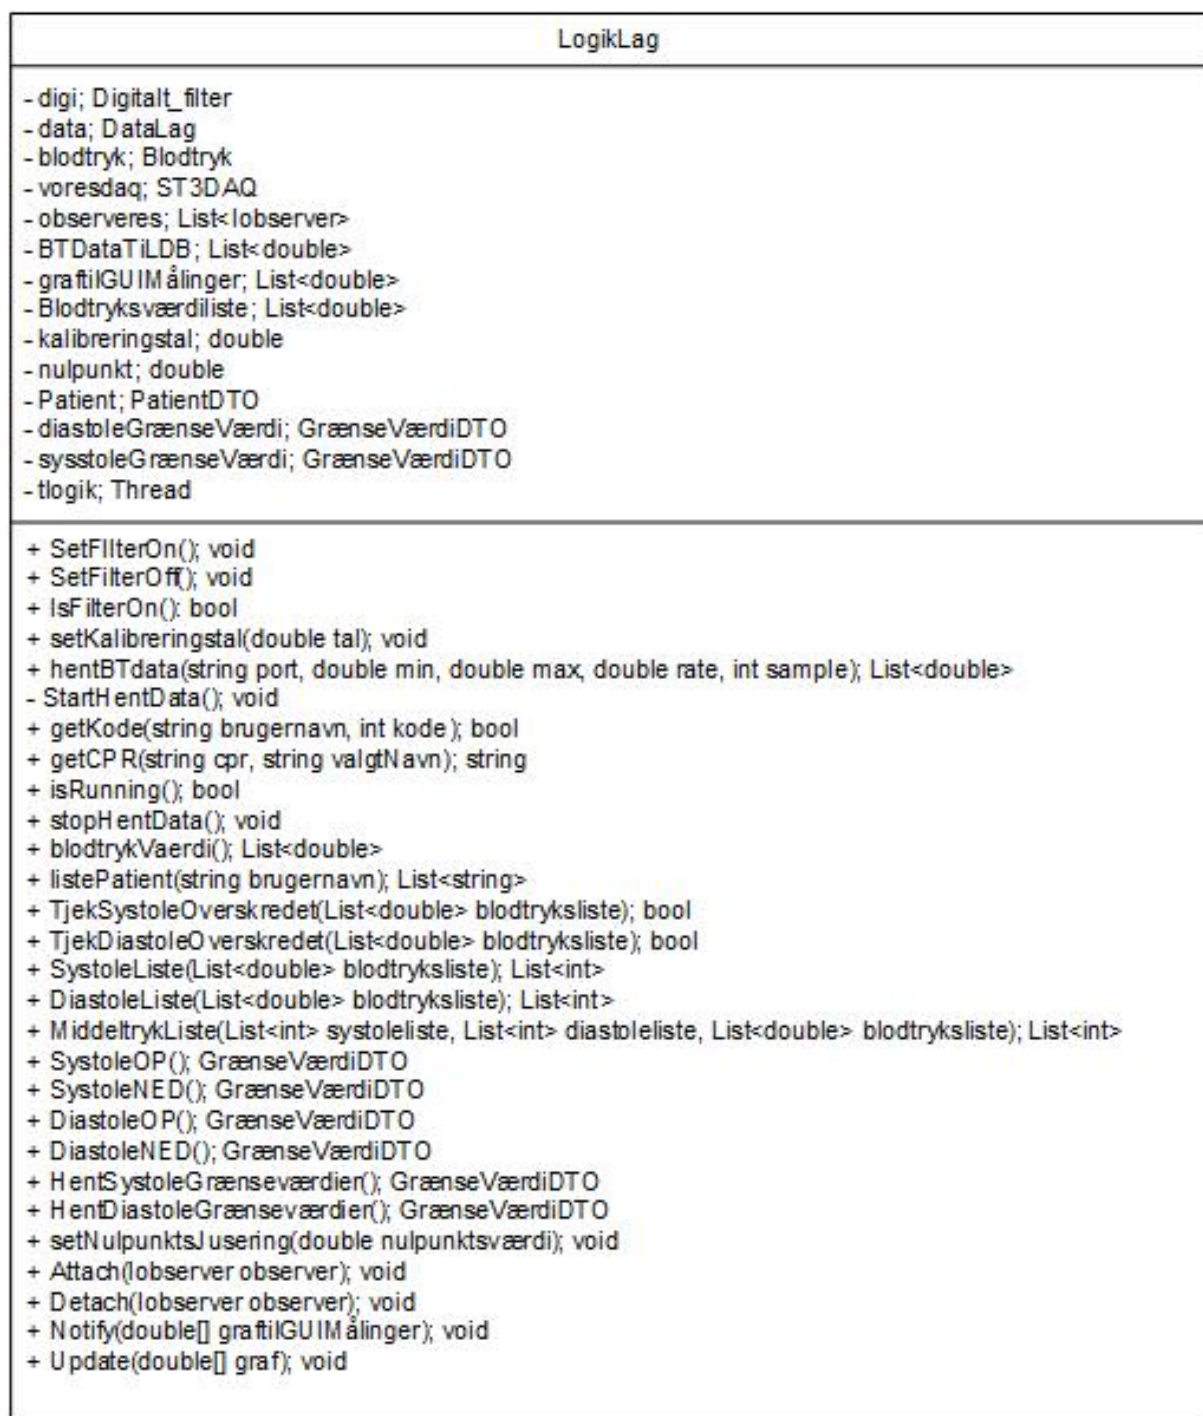 LogikLag
- digi; Digitalt_filter
- data; DataLag
- blodtryk; Blodtryk
- voresdaq; ST3DAQ
- observeres; List<Iobserver>
- BTDataTiLDB; List<double>
- graftilGUIMålinger; List<double>
- Blodtryksværdiliste; List<double>
- kalibreringstal; double
- nulpunkt; double
- Patient; PatientDTO
- diastoleGrænseVærdi; GrænseVærdiDTO
- sysstoleGrænseVærdi; GrænseVærdiDTO
- tlogik; Thread
+ SetFIlterOn(); void
+ SetFilterOff(); void
+ IsFilterOn(): bool
+ setKalibreringstal(double tal); void
+ hentBTdata(string port, double min, double max, double rate, int sample); List<double>
- StartHentData(); void
+ getKode(string brugernavn, int kode); bool
+ getCPR(string cpr, string valgtNavn); string
+ isRunning(); bool
+ stopHentData(); void
+ blodtrykVaerdi(); List<double>
+ listePatient(string brugernavn); List<string>
+ TjekSystoleOverskredet(List<double> blodtryksliste); bool
+ TjekDiastoleOverskredet(List<double> blodtryksliste); bool
+ SystoleListe(List<double> blodtryksliste); List<int>
+ DiastoleListe(List<double> blodtryksliste); List<int>
+ MiddeltrykListe(List<int> systoleliste, List<int> diastoleliste, List<double> blodtryksliste); List<int>
+ SystoleOP(); GrænseVærdiDTO
+ SystoleNED(); GrænseVærdiDTO
+ DiastoleOP(); GrænseVærdiDTO
+ DiastoleNED(); GrænseVærdiDTO
+ HentSystoleGrænseværdier(); GrænseVærdiDTO
+ HentDiastoleGrænseværdier(); GrænseVærdiDTO
+ setNulpunktsJusering(double nulpunktsværdi); void
+ Attach(Iobserver observer); void
+ Detach(Iobserver observer); void
+ Notify(double[] graftilGUIMålinger); void
+ Update(double[] graf); void